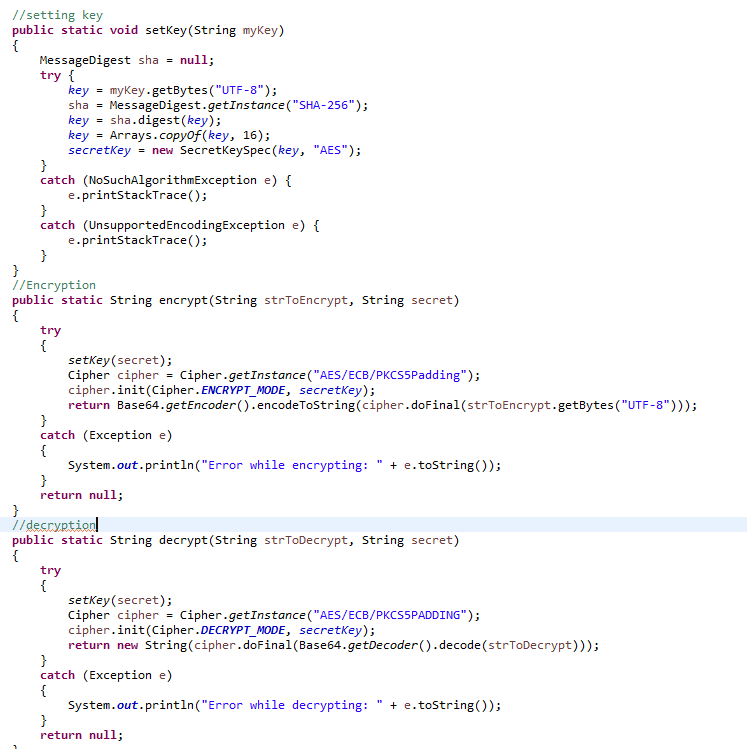 //setting key
public static void setKey(String myKey)
{
    MessageDigest sha = null;
    try {
        key = myKey.getBytes("UTF-8");
        sha = MessageDigest.getInstance("SHA-256");
        key = sha.digest(key);
        key = Arrays.copyOf(key, 16);
        secretKey = new SecretKeySpec(key, "AES");
    }
    catch (NoSuchAlgorithmException e) {
        e.printStackTrace();
    }
    catch (UnsupportedEncodingException e) {
        e.printStackTrace();
    }
}
//Encryption
public static String encrypt(String strToEncrypt, String secret)
{
    try
    {
        setKey(secret);
        Cipher cipher = Cipher.getInstance("AES/ECB/PKCS5Padding");
        cipher.init(Cipher.ENCRYPT_MODE, secretKey);
        return Base64.getEncoder().encodeToString(cipher.doFinal(strToEncrypt.getBytes("UTF-8")));
    }
    catch (Exception e)
    {
        System.out.println("Error while encrypting: " + e.toString());
    }
    return null;
}
//decryption
public static String decrypt(String strToDecrypt, String secret)
{
    try
    {
        setKey(secret);
        Cipher cipher = Cipher.getInstance("AES/ECB/PKCS5PADDING");
        cipher.init(Cipher.DECRYPT_MODE, secretKey);
        return new String(cipher.doFinal(Base64.getDecoder().decode(strToDecrypt)));
    }
    catch (Exception e)
    {
        System.out.println("Error while decrypting: " + e.toString());
    }
    return null;
}